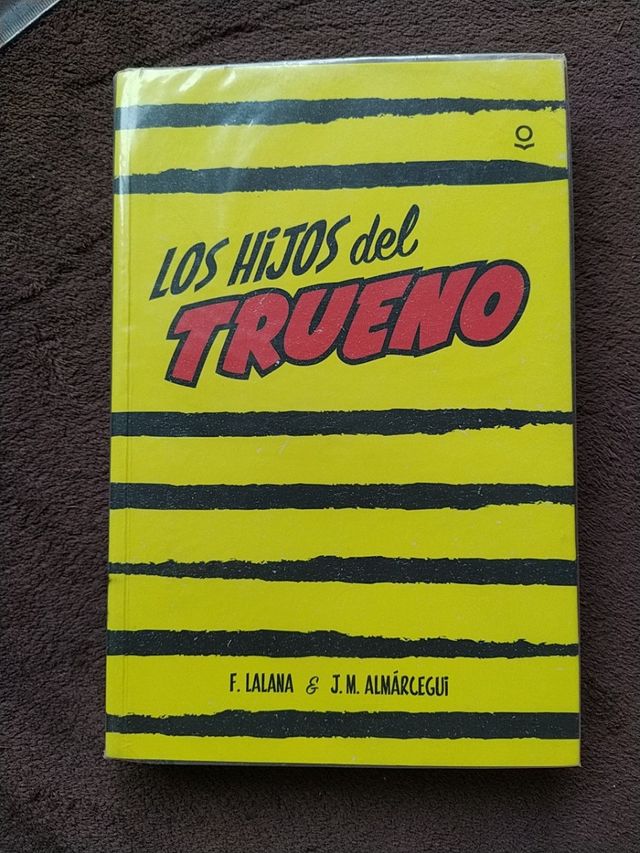 LOS HiJOS del
TRUENO
F. LALANA & J.M. ALMÁRCEGUi